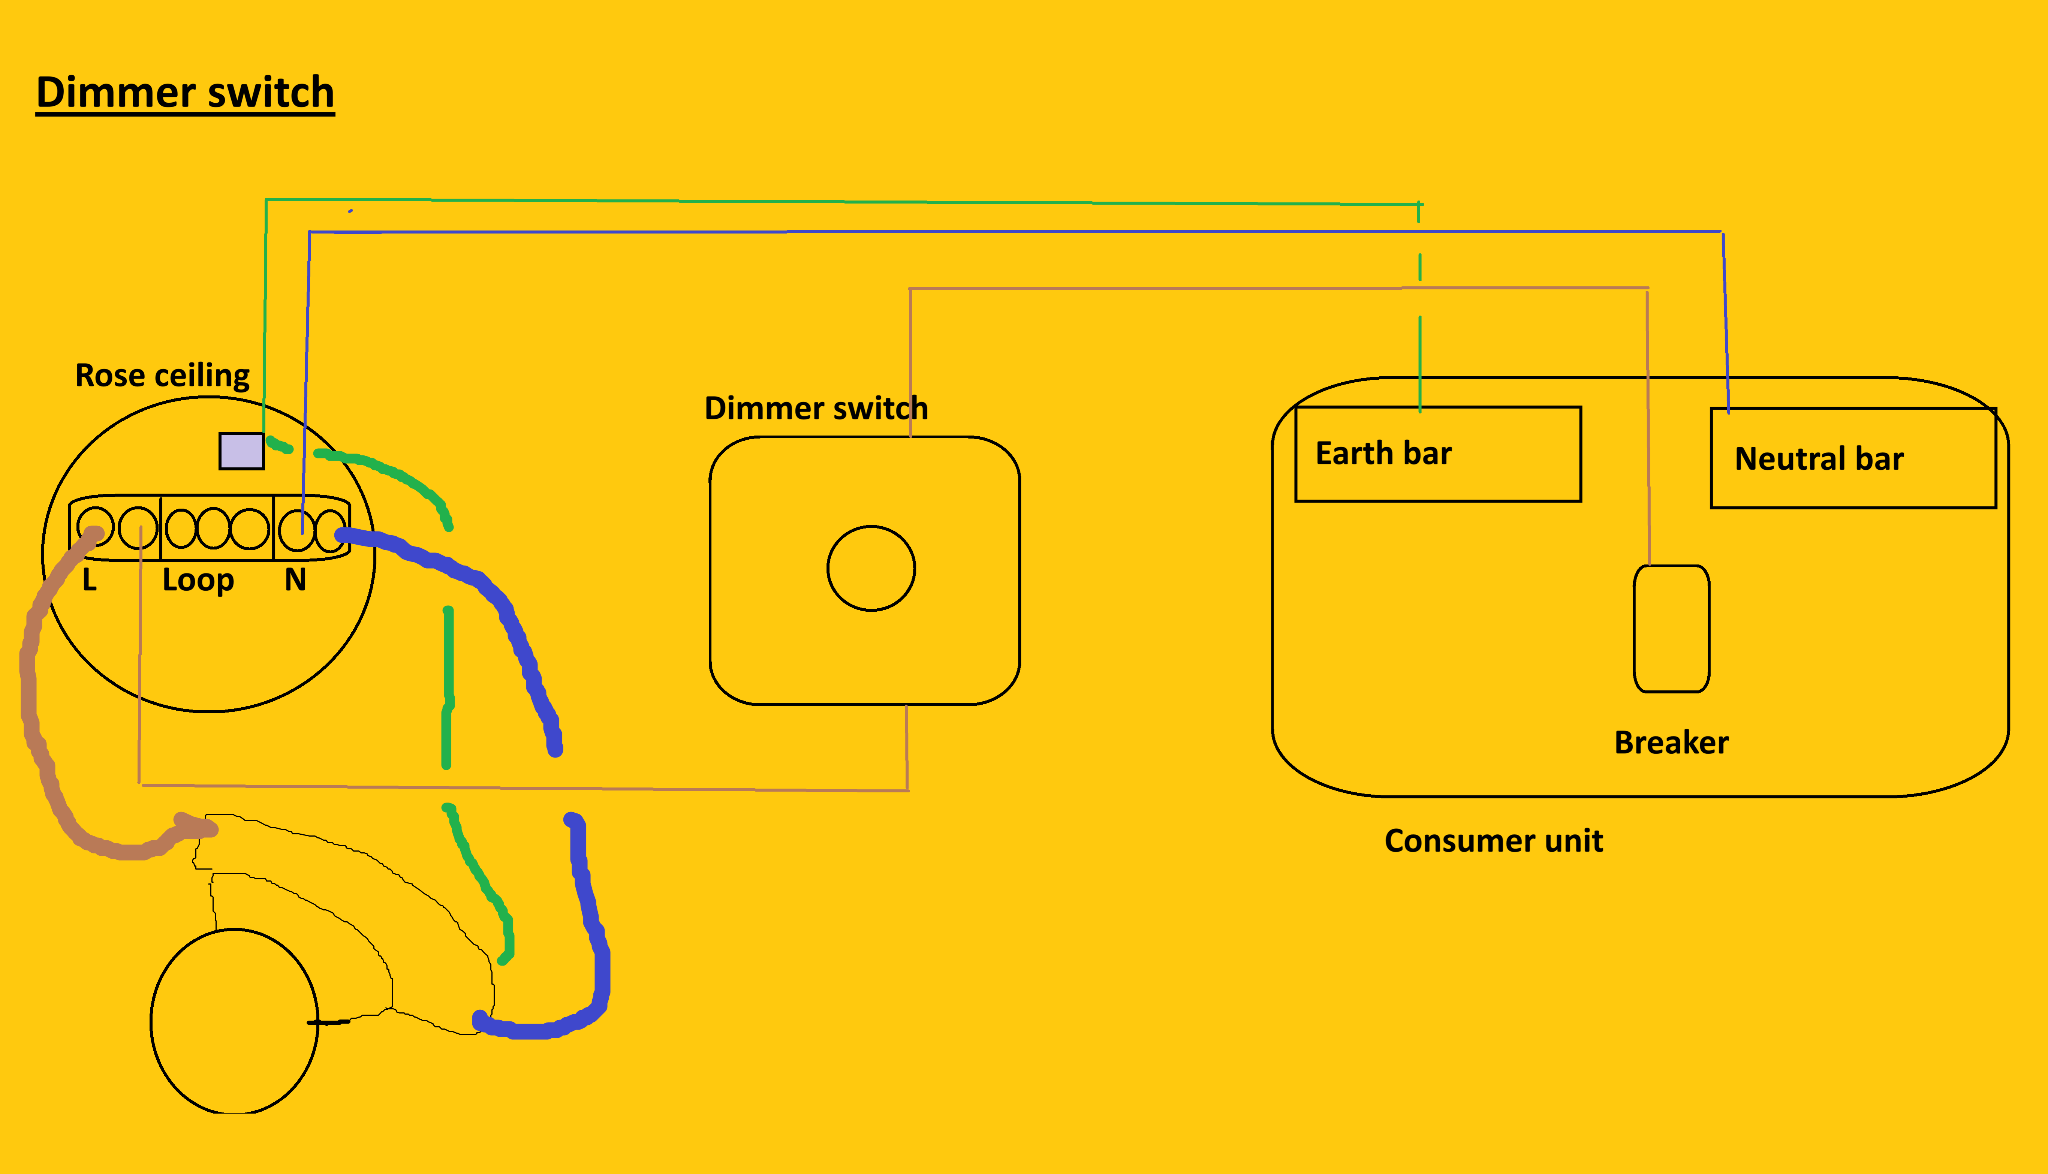 Dimmer switch
Rose ceiling
L
Loop
N
Dimmer switch
Earth bar
Neutral bar
Breaker
Consumer unit